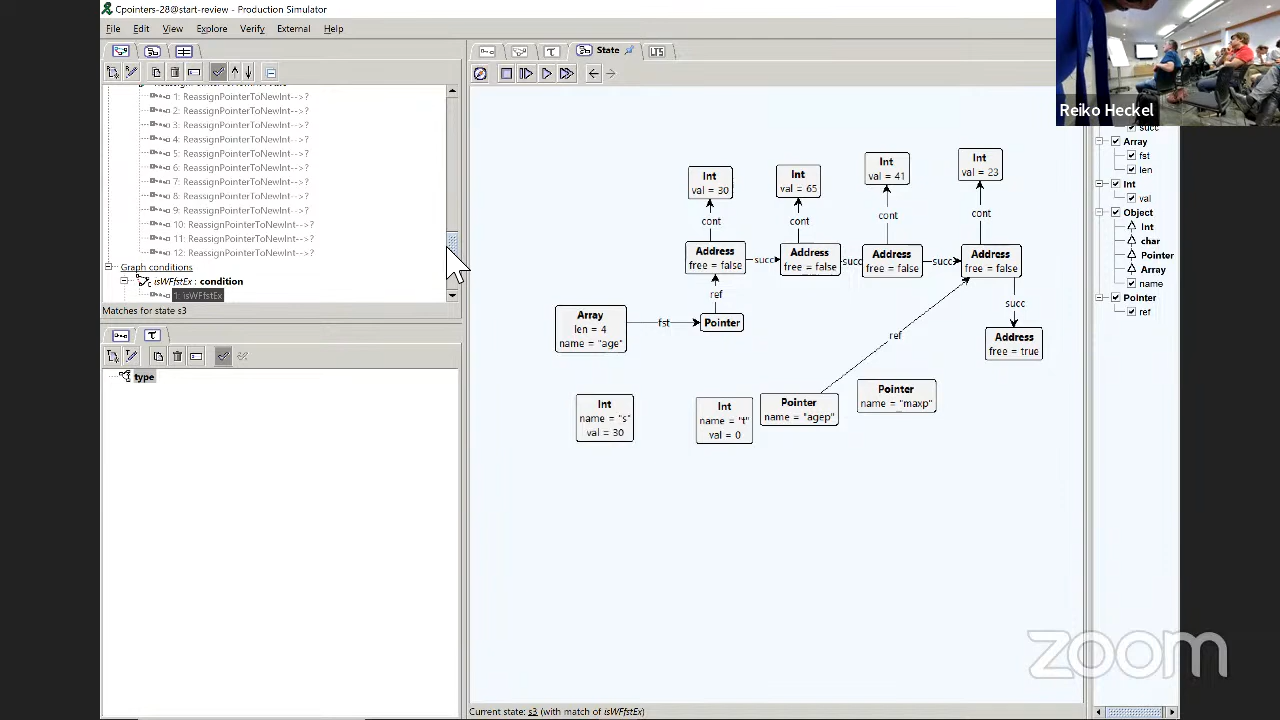 Cpointers-28@start-review - Production Simulator
File Edit View Explore Verify External Help
1: ReassignPointerToNewInt-->?
2: ReassignPointerToNewInt-->?
3: ReassignPointerToNewInt-->?
4: ReassignPointerToNewInt-->?
5: ReassignPointerToNewInt-->?
6: ReassignPointerToNewInt-->?
7: ReassignPointerToNewInt-->?
8: ReassignPointerToNewInt-->?
9: ReassignPointerToNewInt-->?
10: ReassignPointerToNewInt-->?
11: ReassignPointerToNewInt-->?
12: ReassignPointerToNewInt-->?
Graph conditions
isWFfstEx : condition
1: isWFfstEx
Matches for state s3
type
State
LTS
Int
val = 30
Int
val = 65
Int
val = 41
Int
val = 23
cont
cont
cont
cont
Address
free = false
succ
Address
free = false
succ
Address
free = false
succ
Address
free = false
ref
succ
Array
len = 4
name = "age"
fst
Pointer
ref
Address
free = true
Int
name = "s"
val = 30
Int
name = "t"
val = 0
Pointer
name = "agep"
Pointer
name = "maxp"
Current state: s3 (with match of isWFfstEx)
Reiko Heckel
succ
Array
fst
len
Int
val
Object
Int
char
Pointer
Array
name
Pointer
ref
zoom